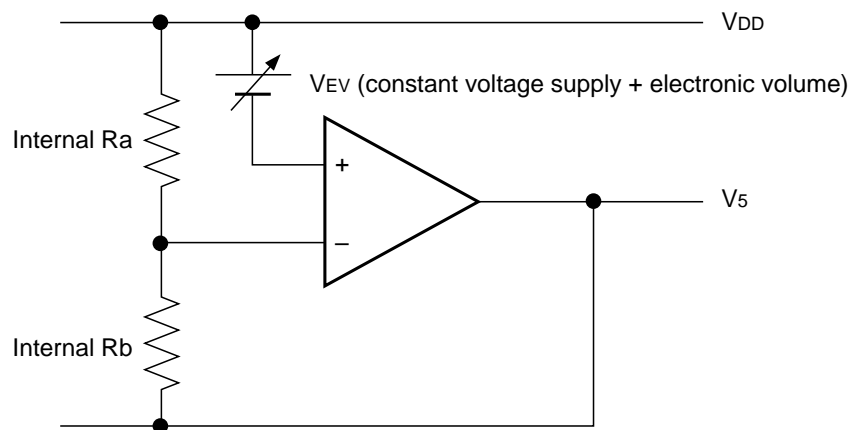 VDD
VEV (constant voltage supply + electronic volume)
Internal Ra
+
V5
–
Internal Rb